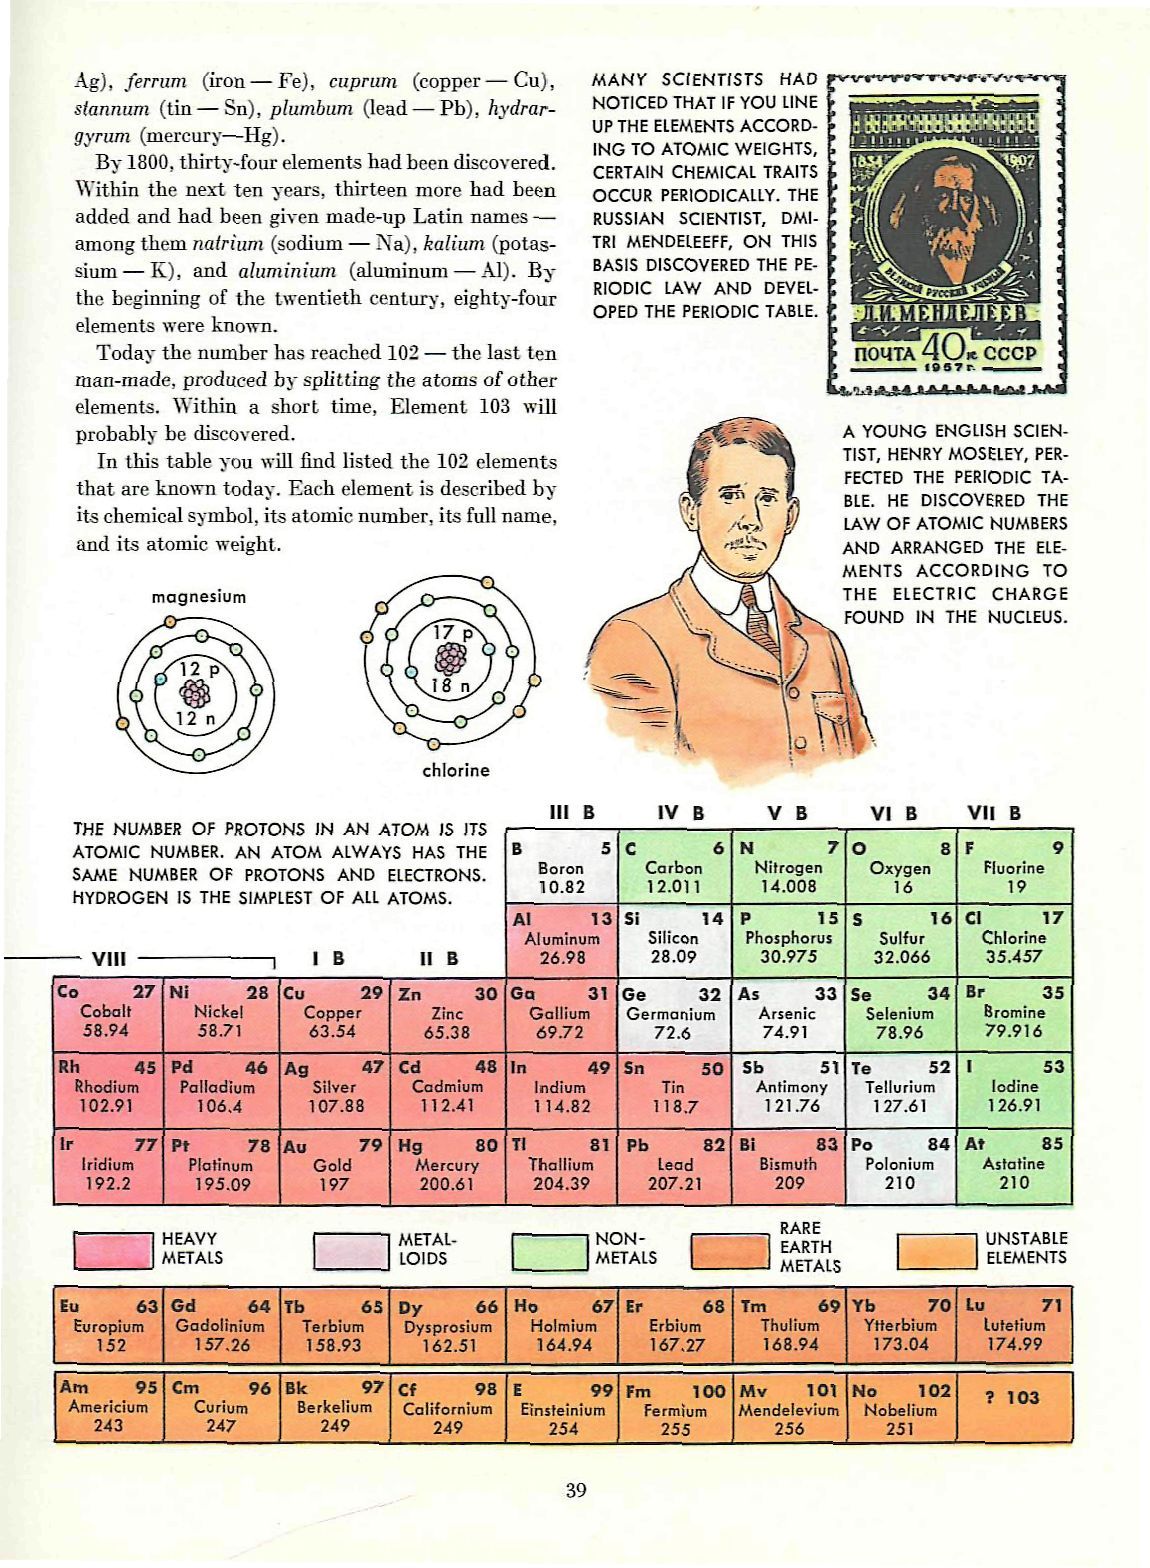 Ag), ferrum (iron — Fe), cuprum (copper — Cu),
stannum (tin — Sn), plumbum (lead — Pb), hydrar-
gyrum (mercury—Hg).
By 1800, thirty-four elements had been discovered.
Within the next ten years, thirteen more had been
added and had been given made-up Latin names —
among them natrium (sodium — Na), kalium (potas-
sium — K), and aluminium (aluminum — Al). By
the beginning of the twentieth century, eighty-four
elements were known.
Today the number has reached 102 — the last ten
man-made, produced by splitting the atoms of other
elements. Within a short time, Element 103 will
probably be discovered.
In this table you will find listed the 102 elements
that are known today. Each element is described by
its chemical symbol, its atomic number, its full name,
and its atomic weight.
MANY SCIENTISTS HAD
NOTICED THAT IF YOU LINE
UP THE ELEMENTS ACCORD-
ING TO ATOMIC WEIGHTS,
CERTAIN CHEMICAL TRAITS
OCCUR PERIODICALLY. THE
RUSSIAN SCIENTIST, DMI-
TRI MENDELEEFF, ON THIS
BASIS DISCOVERED THE PE-
RIODIC LAW AND DEVEL-
OPED THE PERIODIC TABLE.
1834 1907
ВЕЛИКИЙ РУССКИЙ УЧЕНЫЙ
Д.И.МЕНДЕЛЕЕВ
ПОЧТА 40к СССР
1957г.
A YOUNG ENGLISH SCIEN-
TIST, HENRY MOSELEY, PER-
FECTED THE PERIODIC TA-
BLE. HE DISCOVERED THE
LAW OF ATOMIC NUMBERS
AND ARRANGED THE ELE-
MENTS ACCORDING TO
THE ELECTRIC CHARGE
FOUND IN THE NUCLEUS.
magnesium
12 p
12 n
17 p
18 n
chlorine
THE NUMBER OF PROTONS IN AN ATOM IS ITS
ATOMIC NUMBER. AN ATOM ALWAYS HAS THE
SAME NUMBER OF PROTONS AND ELECTRONS.
HYDROGEN IS THE SIMPLEST OF ALL ATOMS.
III B IV B V B VI B VII B
B 5 C 6 N 7 O 8 F 9
Boron Carbon Nitrogen Oxygen Fluorine
10.82 12.011 14.008 16 19
Al 13 Si 14 P 15 S 16 Cl 17
Aluminum Silicon Phosphorus Sulfur Chlorine
26.98 28.09 30.975 32.066 35.457
VIII I B II B
Co 27 Ni 28 Cu 29 Zn 30 Ga 31 Ge 32 As 33 Se 34 Br 35
Cobalt Nickel Copper Zinc Gallium Germanium Arsenic Selenium Bromine
58.94 58.71 63.54 65.38 69.72 72.6 74.91 78.96 79.916
Rh 45 Pd 46 Ag 47 Cd 48 In 49 Sn 50 Sb 51 Te 52 I 53
Rhodium Palladium Silver Cadmium Indium Tin Antimony Tellurium Iodine
102.91 106.4 107.88 112.41 114.82 118.7 121.76 127.61 126.91
Ir 77 Pt 78 Au 79 Hg 80 Tl 81 Pb 82 Bi 83 Po 84 At 85
Iridium Platinum Gold Mercury Thallium Lead Bismuth Polonium Astatine
192.2 195.09 197 200.61 204.39 207.21 209 210 210
HEAVY
METALS
METAL-
LOIDS
NON-
METALS
RARE
EARTH
METALS
UNSTABLE
ELEMENTS
Eu 63 Gd 64 Tb 65 Dy 66 Ho 67 Er 68 Tm 69 Yb 70 Lu 71
Europium Gadolinium Terbium Dysprosium Holmium Erbium Thulium Ytterbium Lutetium
152 157.26 158.93 162.51 164.94 167.27 168.94 173.04 174.99
Am 95 Cm 96 Bk 97 Cf 98 E 99 Fm 100 Mv 101 No 102 ? 103
Americium Curium Berkelium Californium Einsteinium Fermium Mendelevium Nobelium
243 247 249 249 254 255 256 251
39